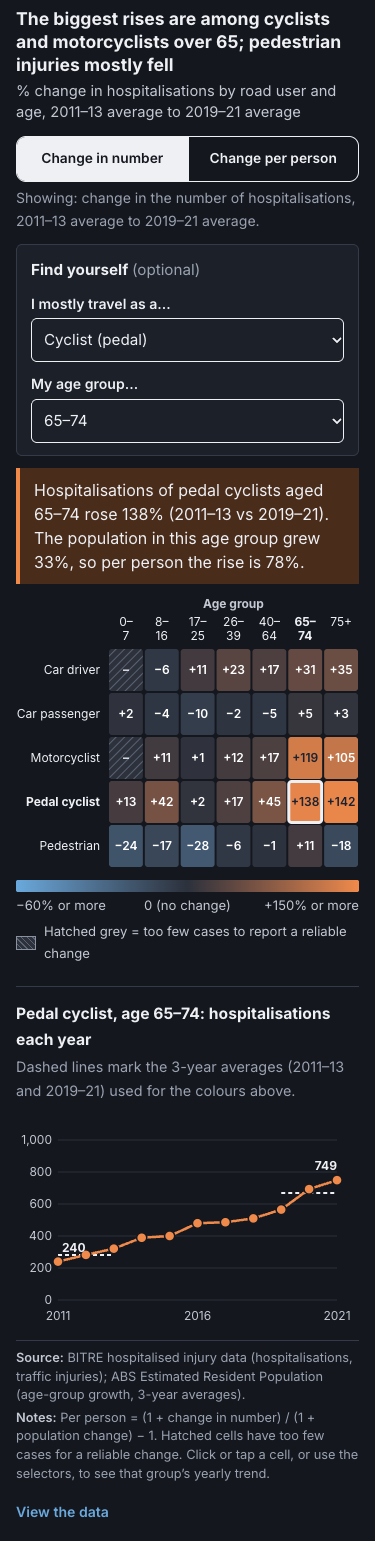 The biggest rises are among cyclists
and motorcyclists over 65; pedestrian
injuries mostly fell
% change in hospitalisations by road user and
age, 2011–13 average to 2019–21 average
Change in number
Change per person
Showing: change in the number of hospitalisations,
2011–13 average to 2019–21 average.
Find yourself (optional)
I mostly travel as a…
Cyclist (pedal)
My age group…
65–74
Hospitalisations of pedal cyclists aged
65–74 rose 138% (2011–13 vs 2019–21).
The population in this age group grew
33%, so per person the rise is 78%.
Age group
0–7 8–16 17–25 26–39 40–64 65–74 75+
Car driver – −6 +11 +23 +17 +31 +35
Car passenger +2 −4 −10 −2 −5 +5 +3
Motorcyclist – +11 +1 +12 +17 +119 +105
Pedal cyclist +13 +42 +2 +17 +45 +138 +142
Pedestrian −24 −17 −28 −6 −1 +11 −18
−60% or more 0 (no change) +150% or more
Hatched grey = too few cases to report a reliable
change
Pedal cyclist, age 65–74: hospitalisations
each year
Dashed lines mark the 3-year averages (2011–13
and 2019–21) used for the colours above.
1,000
800
749
600
400
240
200
0
2011 2016 2021
Source: BITRE hospitalised injury data (hospitalisations,
traffic injuries); ABS Estimated Resident Population
(age-group growth, 3-year averages).
Notes: Per person = (1 + change in number) / (1 +
population change) − 1. Hatched cells have too few
cases for a reliable change. Click or tap a cell, or use the
selectors, to see that group's yearly trend.
View the data